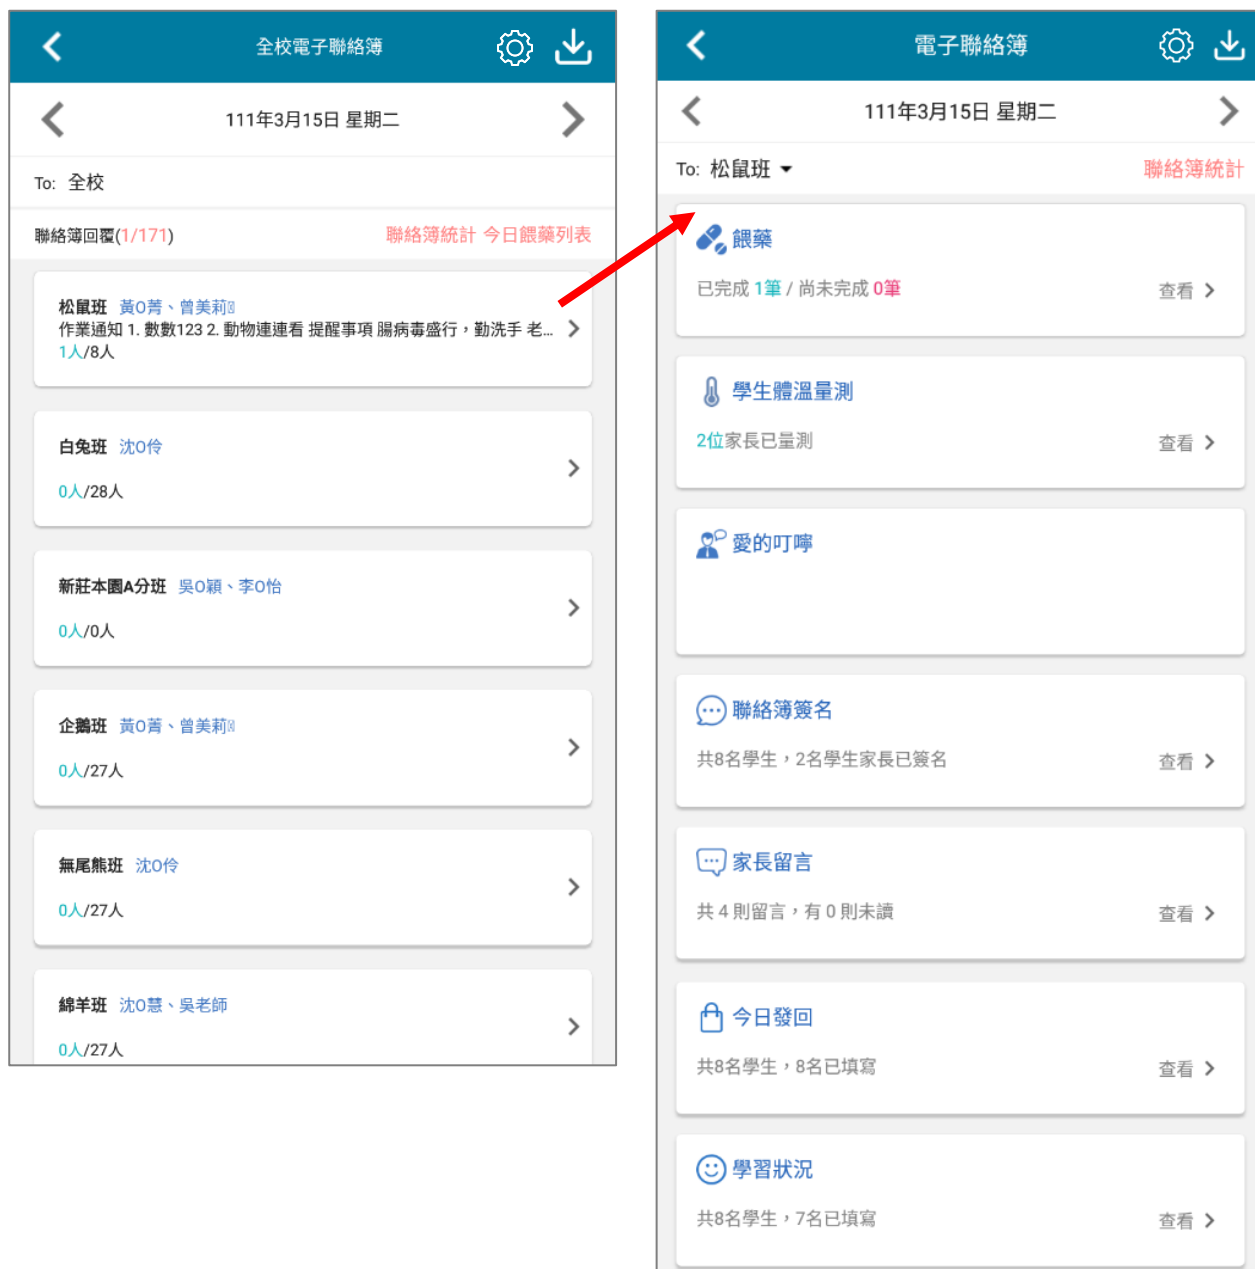 全校電子聯絡簿
111年3月15日 星期二
To: 全校
聯絡簿回覆(1/171)
聯絡簿統計 今日餵藥列表
松鼠班 黃O菁、曾美莉
作業通知 1. 數數123 2. 動物連連看 提醒事項 腸病毒盛行，勤洗手 老...
1人/8人
白兔班 沈O伶
0人/28人
新莊本園A分班 吳O穎、李O怡
0人/0人
企鵝班 黃O菁、曾美莉
0人/27人
無尾熊班 沈O伶
0人/27人
綿羊班 沈O慧、吳老師
0人/27人
電子聯絡簿
111年3月15日 星期二
To: 松鼠班
聯絡簿統計
餵藥
已完成 1筆 / 尚未完成 0筆
查看
學生體溫量測
2位家長已量測
查看
愛的叮嚀
聯絡簿簽名
共8名學生，2名學生家長已簽名
查看
家長留言
共 4 則留言，有 0 則未讀
查看
今日發回
共8名學生，8名已填寫
查看
學習狀況
共8名學生，7名已填寫
查看